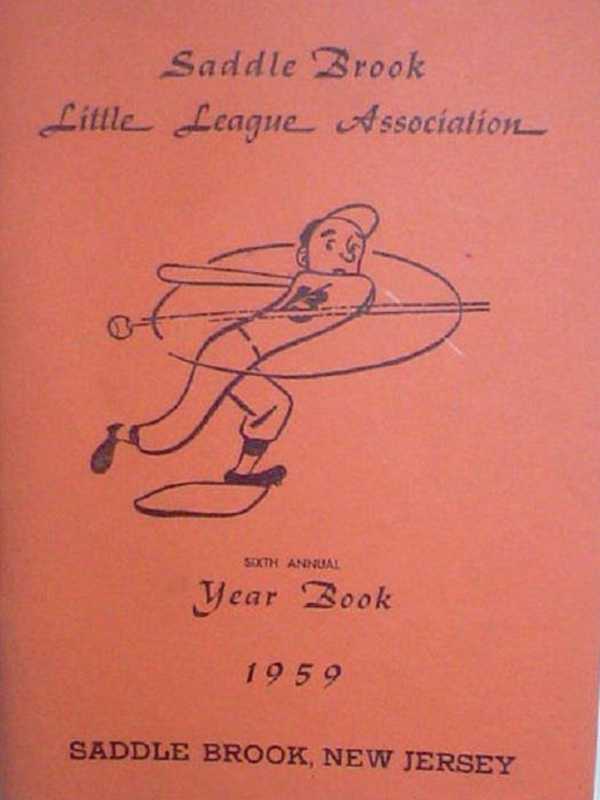 Saddle Brook
Little League Association
SIXTH ANNUAL
Year Book
1959
SADDLE BROOK, NEW JERSEY